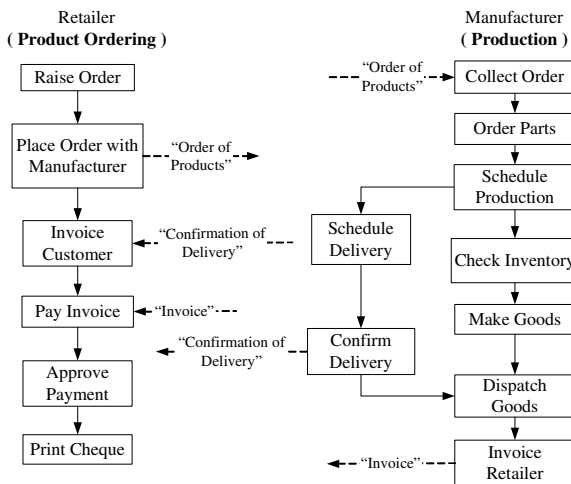 Retailer
( Product Ordering )
Raise Order
Place Order with
Manufacturer
“Order of
Products”
Invoice
Customer
“Confirmation of
Delivery”
Pay Invoice
“Invoice”
Approve
Payment
Print Cheque
Manufacturer
( Production )
“Order of
Products”
Collect Order
Order Parts
Schedule
Production
Schedule
Delivery
Check Inventory
Make Goods
Confirm
Delivery
“Confirmation of
Delivery”
Dispatch
Goods
Invoice
Retailer
“Invoice”